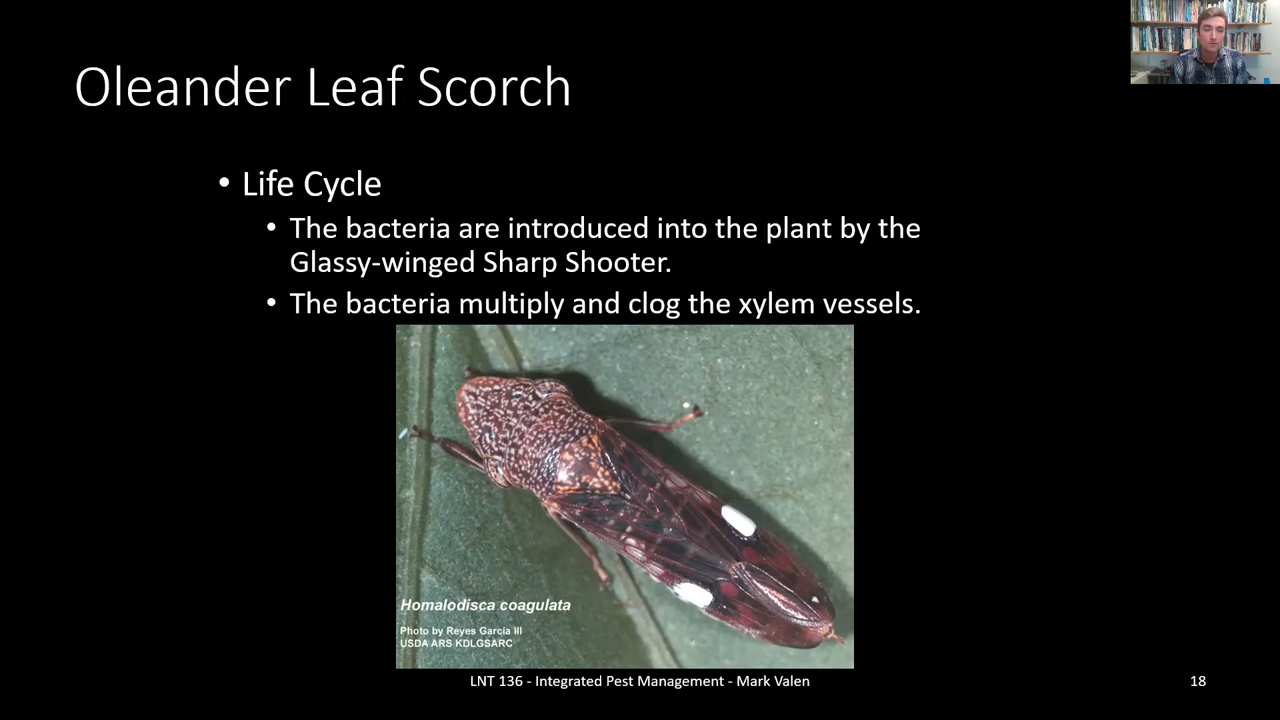 Oleander Leaf Scorch
• Life Cycle
• The bacteria are introduced into the plant by the
Glassy-winged Sharp Shooter.
• The bacteria multiply and clog the xylem vessels.
Homalodisca coagulata
Photo by Reyes Garcia III
USDA ARS KDLGSARC
LNT 136 - Integrated Pest Management - Mark Valen
18